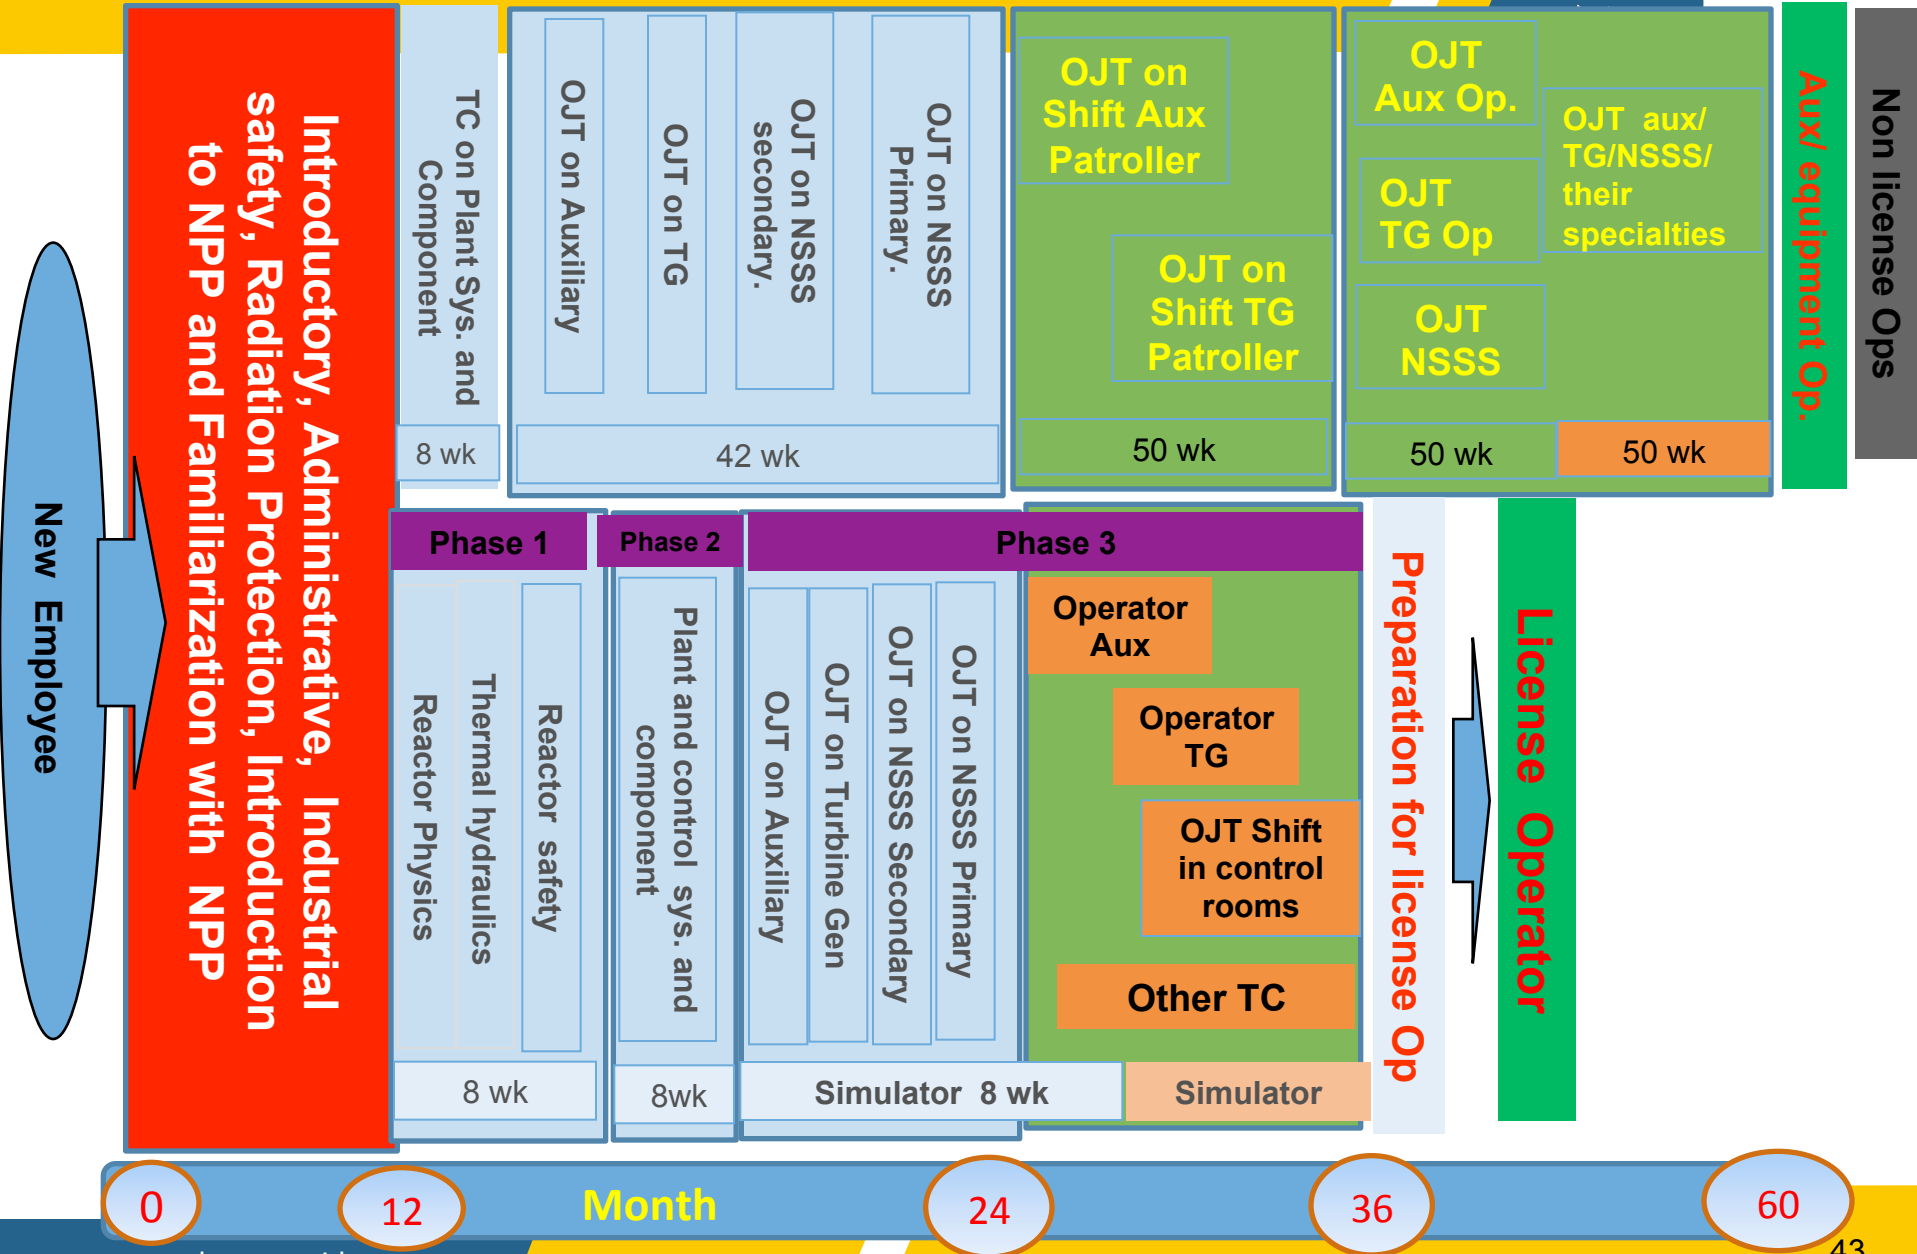 New Employee
Introductory, Administrative, Industrial
safety, Radiation Protection, Introduction
to NPP and Familiarization with NPP
TC on Plant Sys. and
Component
8 wk
OJT on Auxiliary
OJT on TG
OJT on NSSS
secondary.
OJT on NSSS
Primary.
42 wk
OJT on
Shift Aux
Patroller
OJT on
Shift TG
Patroller
50 wk
OJT
Aux Op.
OJT
TG Op
OJT
NSSS
OJT aux/
TG/NSSS/
their
specialties
50 wk
50 wk
Aux/ equipment Op.
Non license Ops
Phase 1
Reactor Physics
Thermal hydraulics
Reactor safety
8 wk
Phase 2
Plant and control sys. and
component
8wk
Phase 3
OJT on Auxiliary
OJT on Turbine Gen
OJT on NSSS Secondary
OJT on NSSS Primary
Simulator 8 wk
Operator
Aux
Operator
TG
OJT Shift
in control
rooms
Other TC
Simulator
Preparation for license Op
License Operator
0
12
Month
24
36
60
43